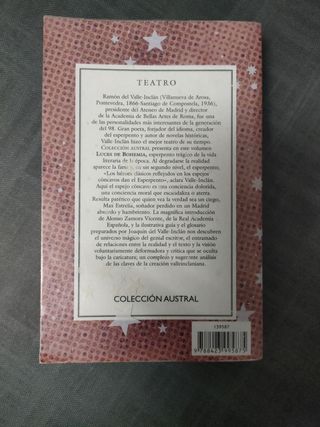 TEATRO
Ramón del Valle-Inclán (Villanueva de Arosa,
Pontevedra, 1866-Santiago de Compostela, 1936),
presidente del Ateneo de Madrid y director
de la Academia de Bellas Artes de Roma, fue una
de las personalidades más interesantes de la generación
del 98. Gran poeta, forjador del idioma, creador
del esperpento y autor de novelas históricas,
Valle-Inclán hizo el mejor teatro de su tiempo.
COLECCIÓN AUSTRAL presenta en este volumen
LUCES DE BOHEMIA, esperpento trágico de la vida
literaria de la época. Al degradarse la realidad
aparece la farsa, en un segundo nivel, el esperpento.
«Los héroes clásicos reflejados en los espejos
cóncavos dan el Esperpento», aclara Valle-Inclán.
Aquí el espejo cóncavo es una conciencia dolorida,
una conciencia moral que escandaliza o aterra.
Resulta patético que quien vea la verdad sea un ciego,
Max Estrella, soñador perdido en un Madrid
absurdo y hambriento. La magnífica introducción
de Alonso Zamora Vicente, de la Real Academia
Española, y la ilustrativa guía y el glosario
preparados por Joaquín del Valle-Inclán nos descubren
el universo mágico del genial escritor, el entramado
de relaciones entre la realidad y el texto y la visión
voluntariamente deformadora y crítica que se oculta
bajo la caricatura; un complejo y sugerente análisis
de las claves de la creación valleinclaniana.
COLECCIÓN AUSTRAL
139587
9788423995875